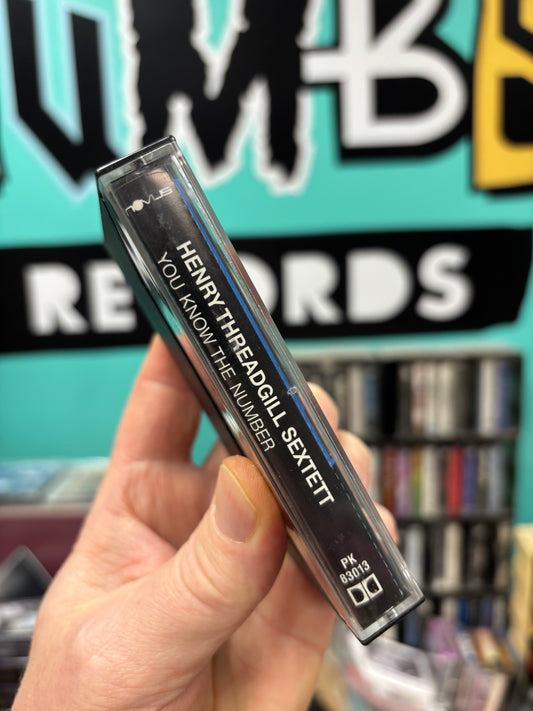 RECORDS
novus
HENRY THREADGILL SEXTETT
YOU KNOW THE NUMBER
PK
83013